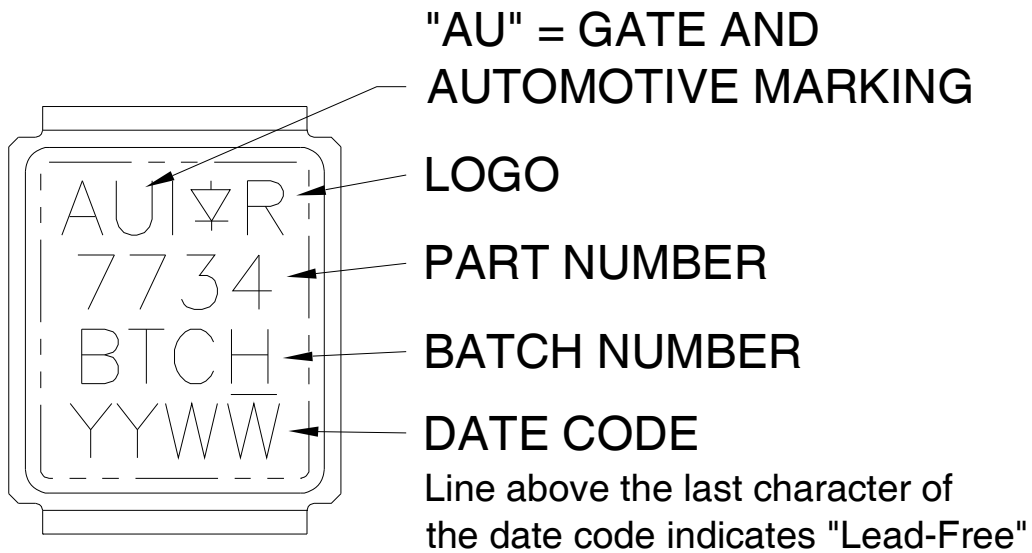 "AU" = GATE AND
AUTOMOTIVE MARKING
AUI R
LOGO
7734
PART NUMBER
BTCH
BATCH NUMBER
YYWW
DATE CODE
Line above the last character of
the date code indicates "Lead-Free"